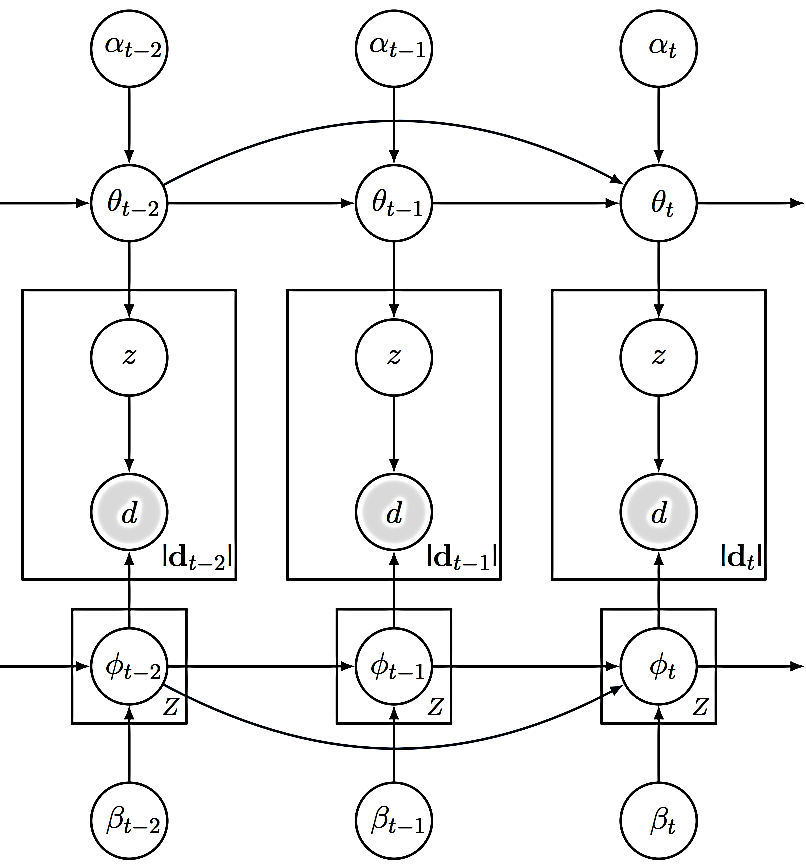 α_{t−2} α_{t−1} α_t
θ_{t−2} θ_{t−1} θ_t
z z z
d d d
|𝐝_{t−2}| |𝐝_{t−1}| |𝐝_t|
ϕ_{t−2} ϕ_{t−1} ϕ_t
Z Z Z
β_{t−2} β_{t−1} β_t